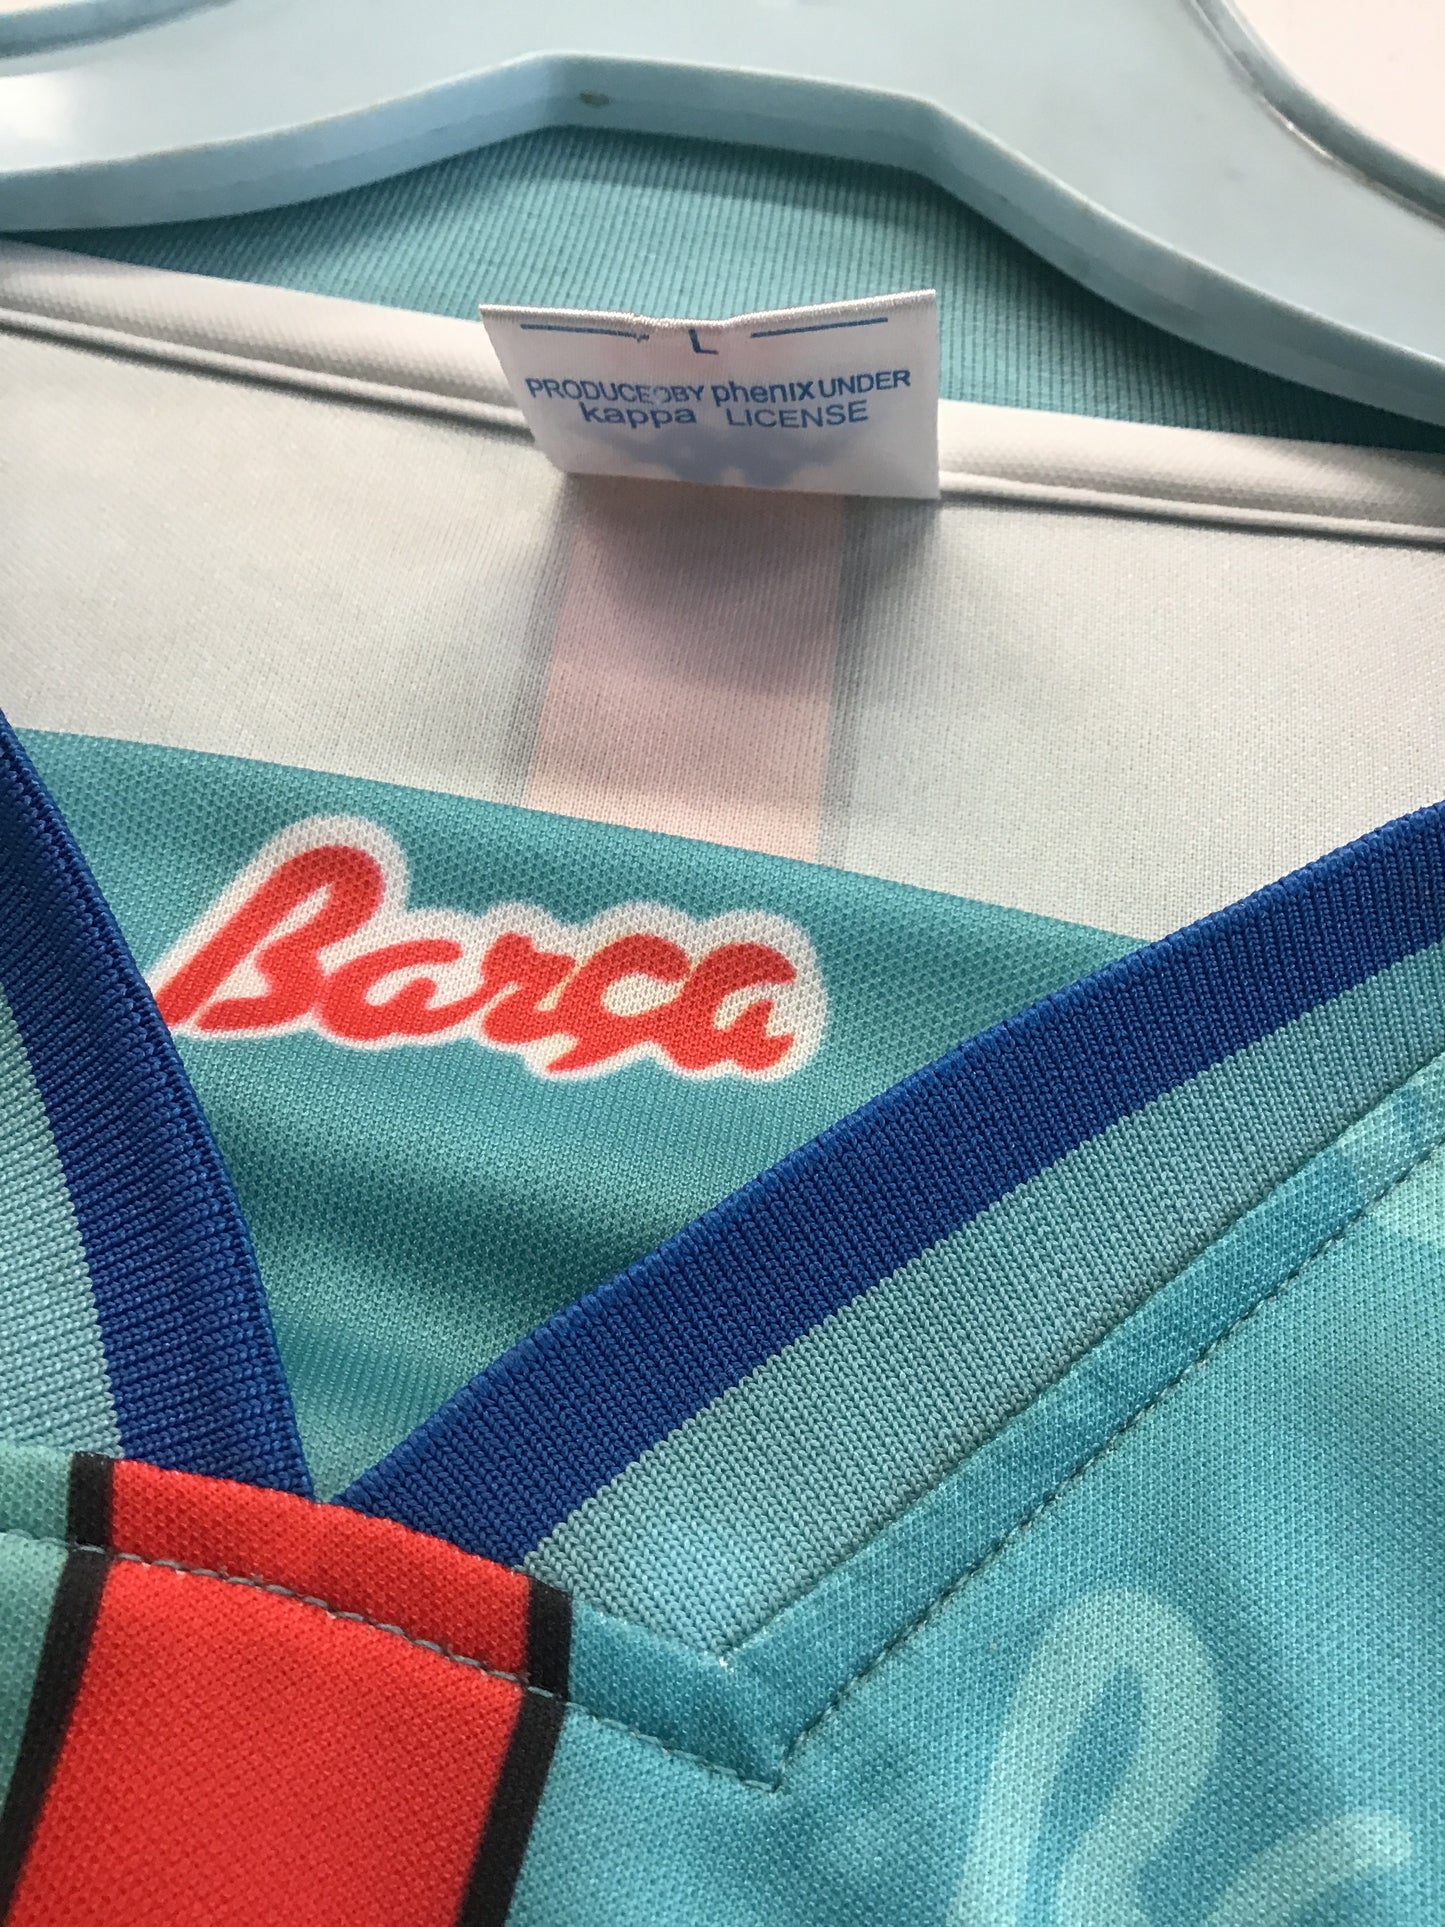 L
PRODUCEDBY phenix UNDER
kappa LICENSE
Barça